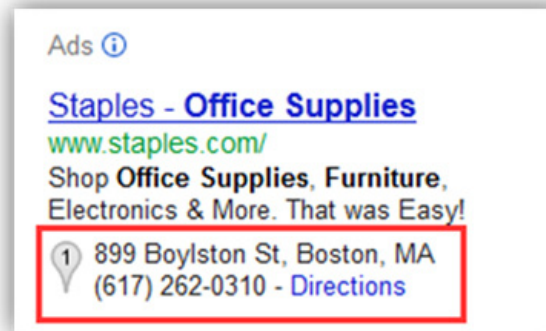 Ads
Staples - Office Supplies
www.staples.com/
Shop Office Supplies, Furniture,
Electronics & More. That was Easy!
1 899 Boylston St, Boston, MA
(617) 262-0310 - Directions